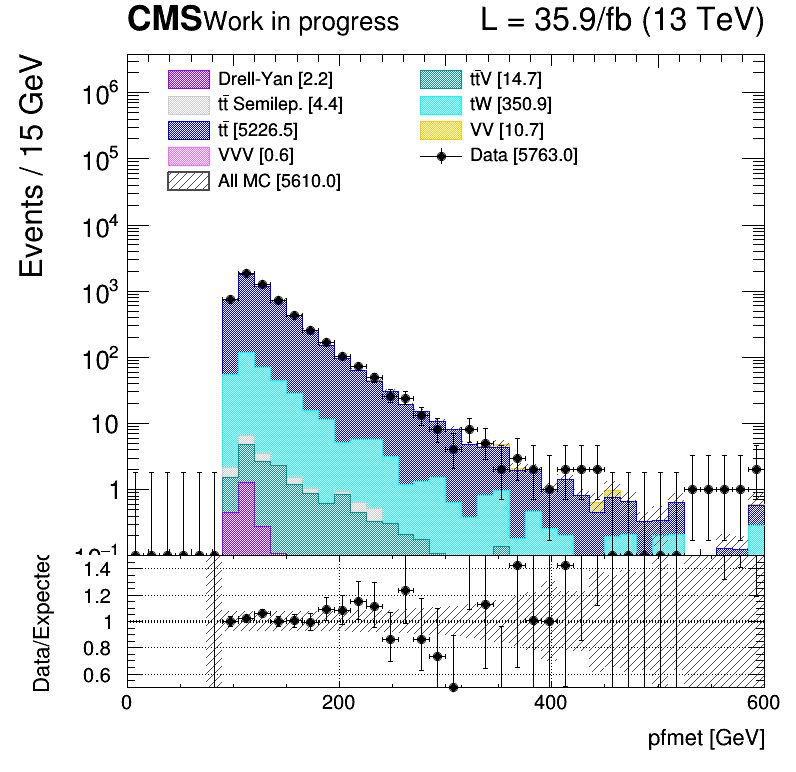 CMS Work in progress L = 35.9/fb (13 TeV)
Events / 15 GeV
Drell-Yan [2.2]
tt̄ Semilep. [4.4]
tt̄ [5226.5]
VVV [0.6]
All MC [5610.0]
tt̄V [14.7]
tW [350.9]
VV [10.7]
Data [5763.0]
10⁶
10⁵
10⁴
10³
10²
10
1
10⁻¹
Data/Expected
1.4
1.2
1
0.8
0.6
0 200 400 600
pfmet [GeV]